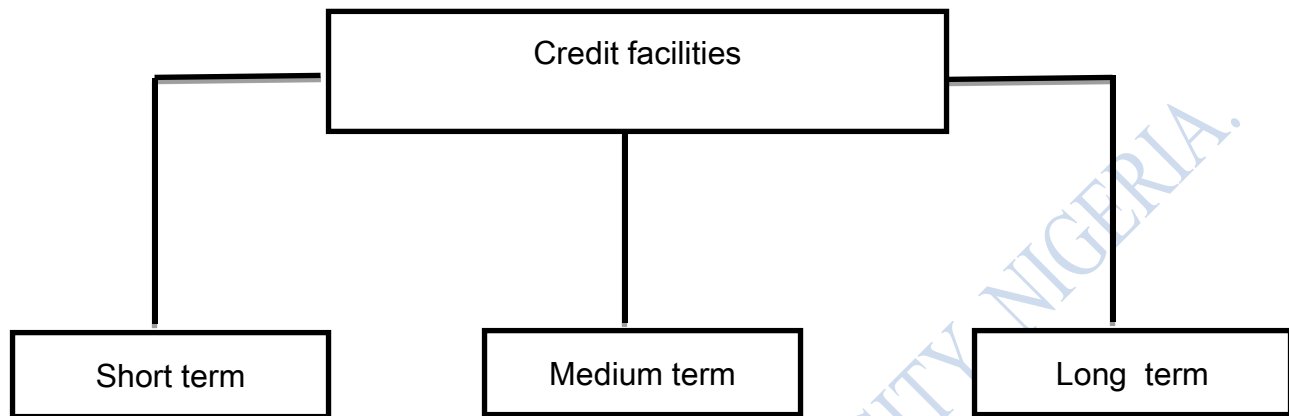 Credit facilities
Short term
Medium term
Long term
NIGERIA.